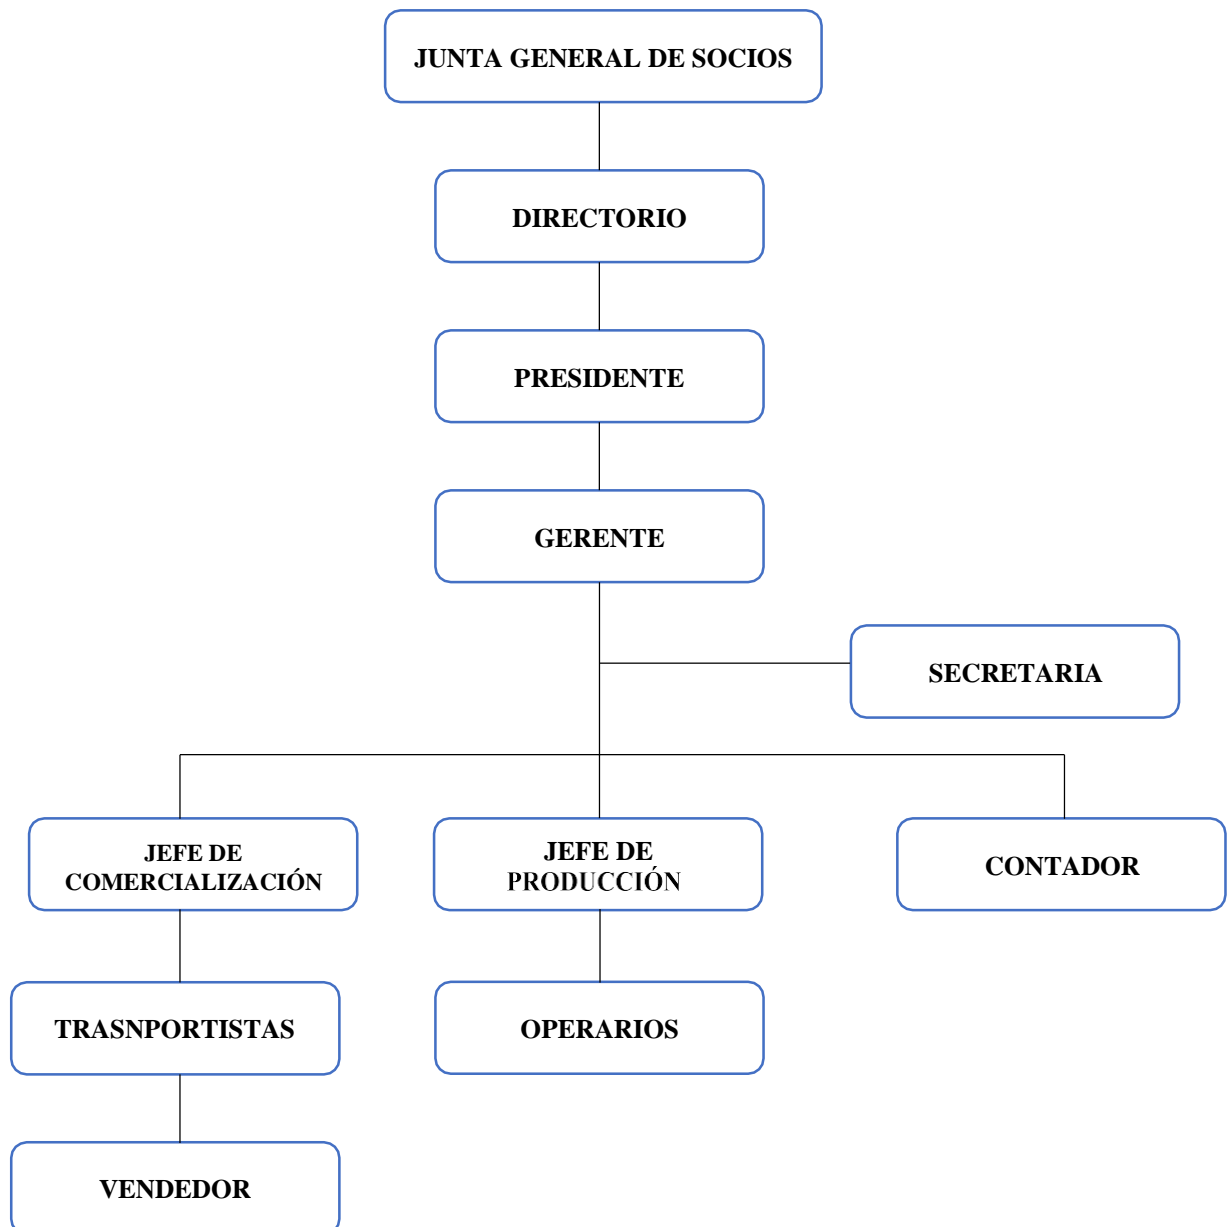 JUNTA GENERAL DE SOCIOS
DIRECTORIO
PRESIDENTE
GERENTE
SECRETARIA
JEFE DE
COMERCIALIZACIÓN
JEFE DE
PRODUCCIÓN
CONTADOR
TRASNPORTISTAS
OPERARIOS
VENDEDOR